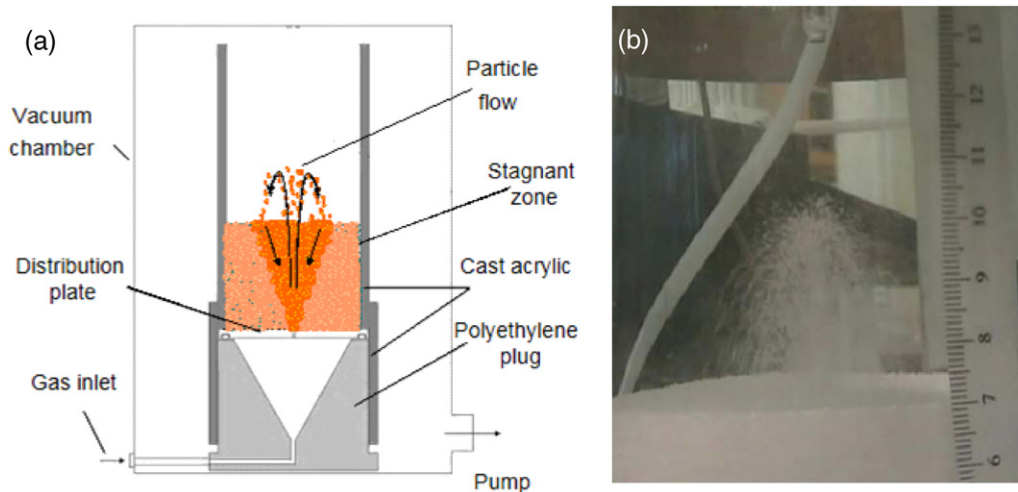 (a)
Particle
flow
Vacuum
chamber
Stagnant
zone
Distribution
plate
Cast acrylic
Polyethylene
plug
Gas inlet
Pump
(b)
13
12
11
10
9
8
7
6